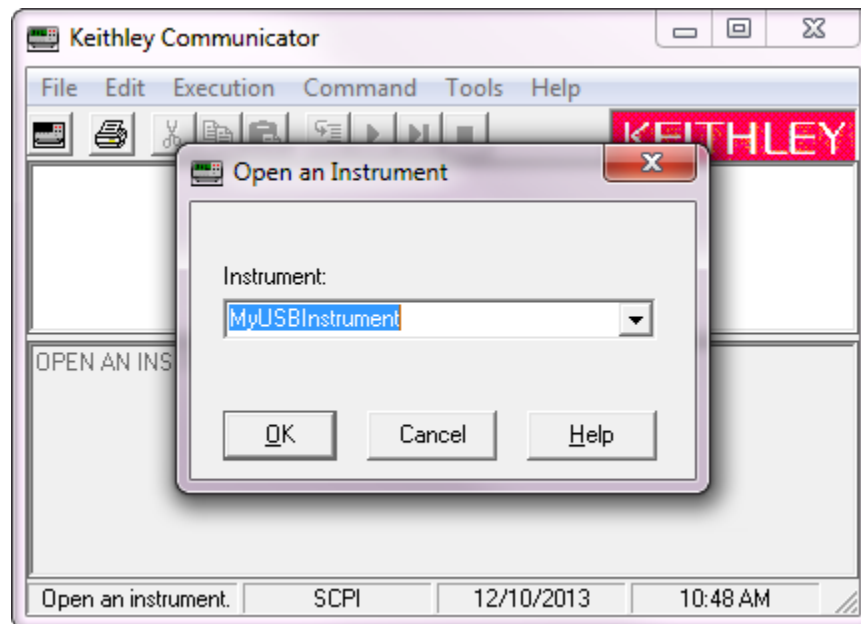 Keithley Communicator
File Edit Execution Command Tools Help
KEITHLEY
Open an Instrument
Instrument:
MyUSBInstrument
OPEN AN INS
OK Cancel Help
Open an instrument. SCPI 12/10/2013 10:48 AM